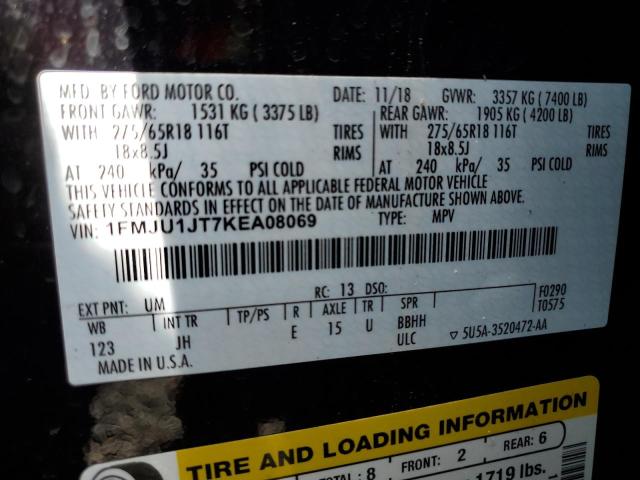 MFD. BY FORD MOTOR CO. DATE: 11/18 GVWR: 3357 KG (7400 LB)
FRONT GAWR: 1531 KG (3375 LB) REAR GAWR: 1905 KG (4200 LB)
WITH 275/65R18 116T TIRES WITH 275/65R18 116T TIRES
18x8.5J RIMS 18x8.5J RIMS
AT 240 kPa/ 35 PSI COLD AT 240 kPa/ 35 PSI COLD
THIS VEHICLE CONFORMS TO ALL APPLICABLE FEDERAL MOTOR VEHICLE
SAFETY STANDARDS IN EFFECT ON THE DATE OF MANUFACTURE SHOWN ABOVE.
VIN: 1FMJU1JT7KEA08069 TYPE: MPV
F0290
T0575
EXT PNT: UM RC: 13 DSO:
WB INT TR TP/PS R AXLE TR SPR
123 JH E 15 U BBHH
ULC
MADE IN U.S.A. ▽ 5U5A-3520472-AA
TIRE AND LOADING INFORMATION
TOTAL: 8 FRONT: 2 REAR: 6
1719 lbs.